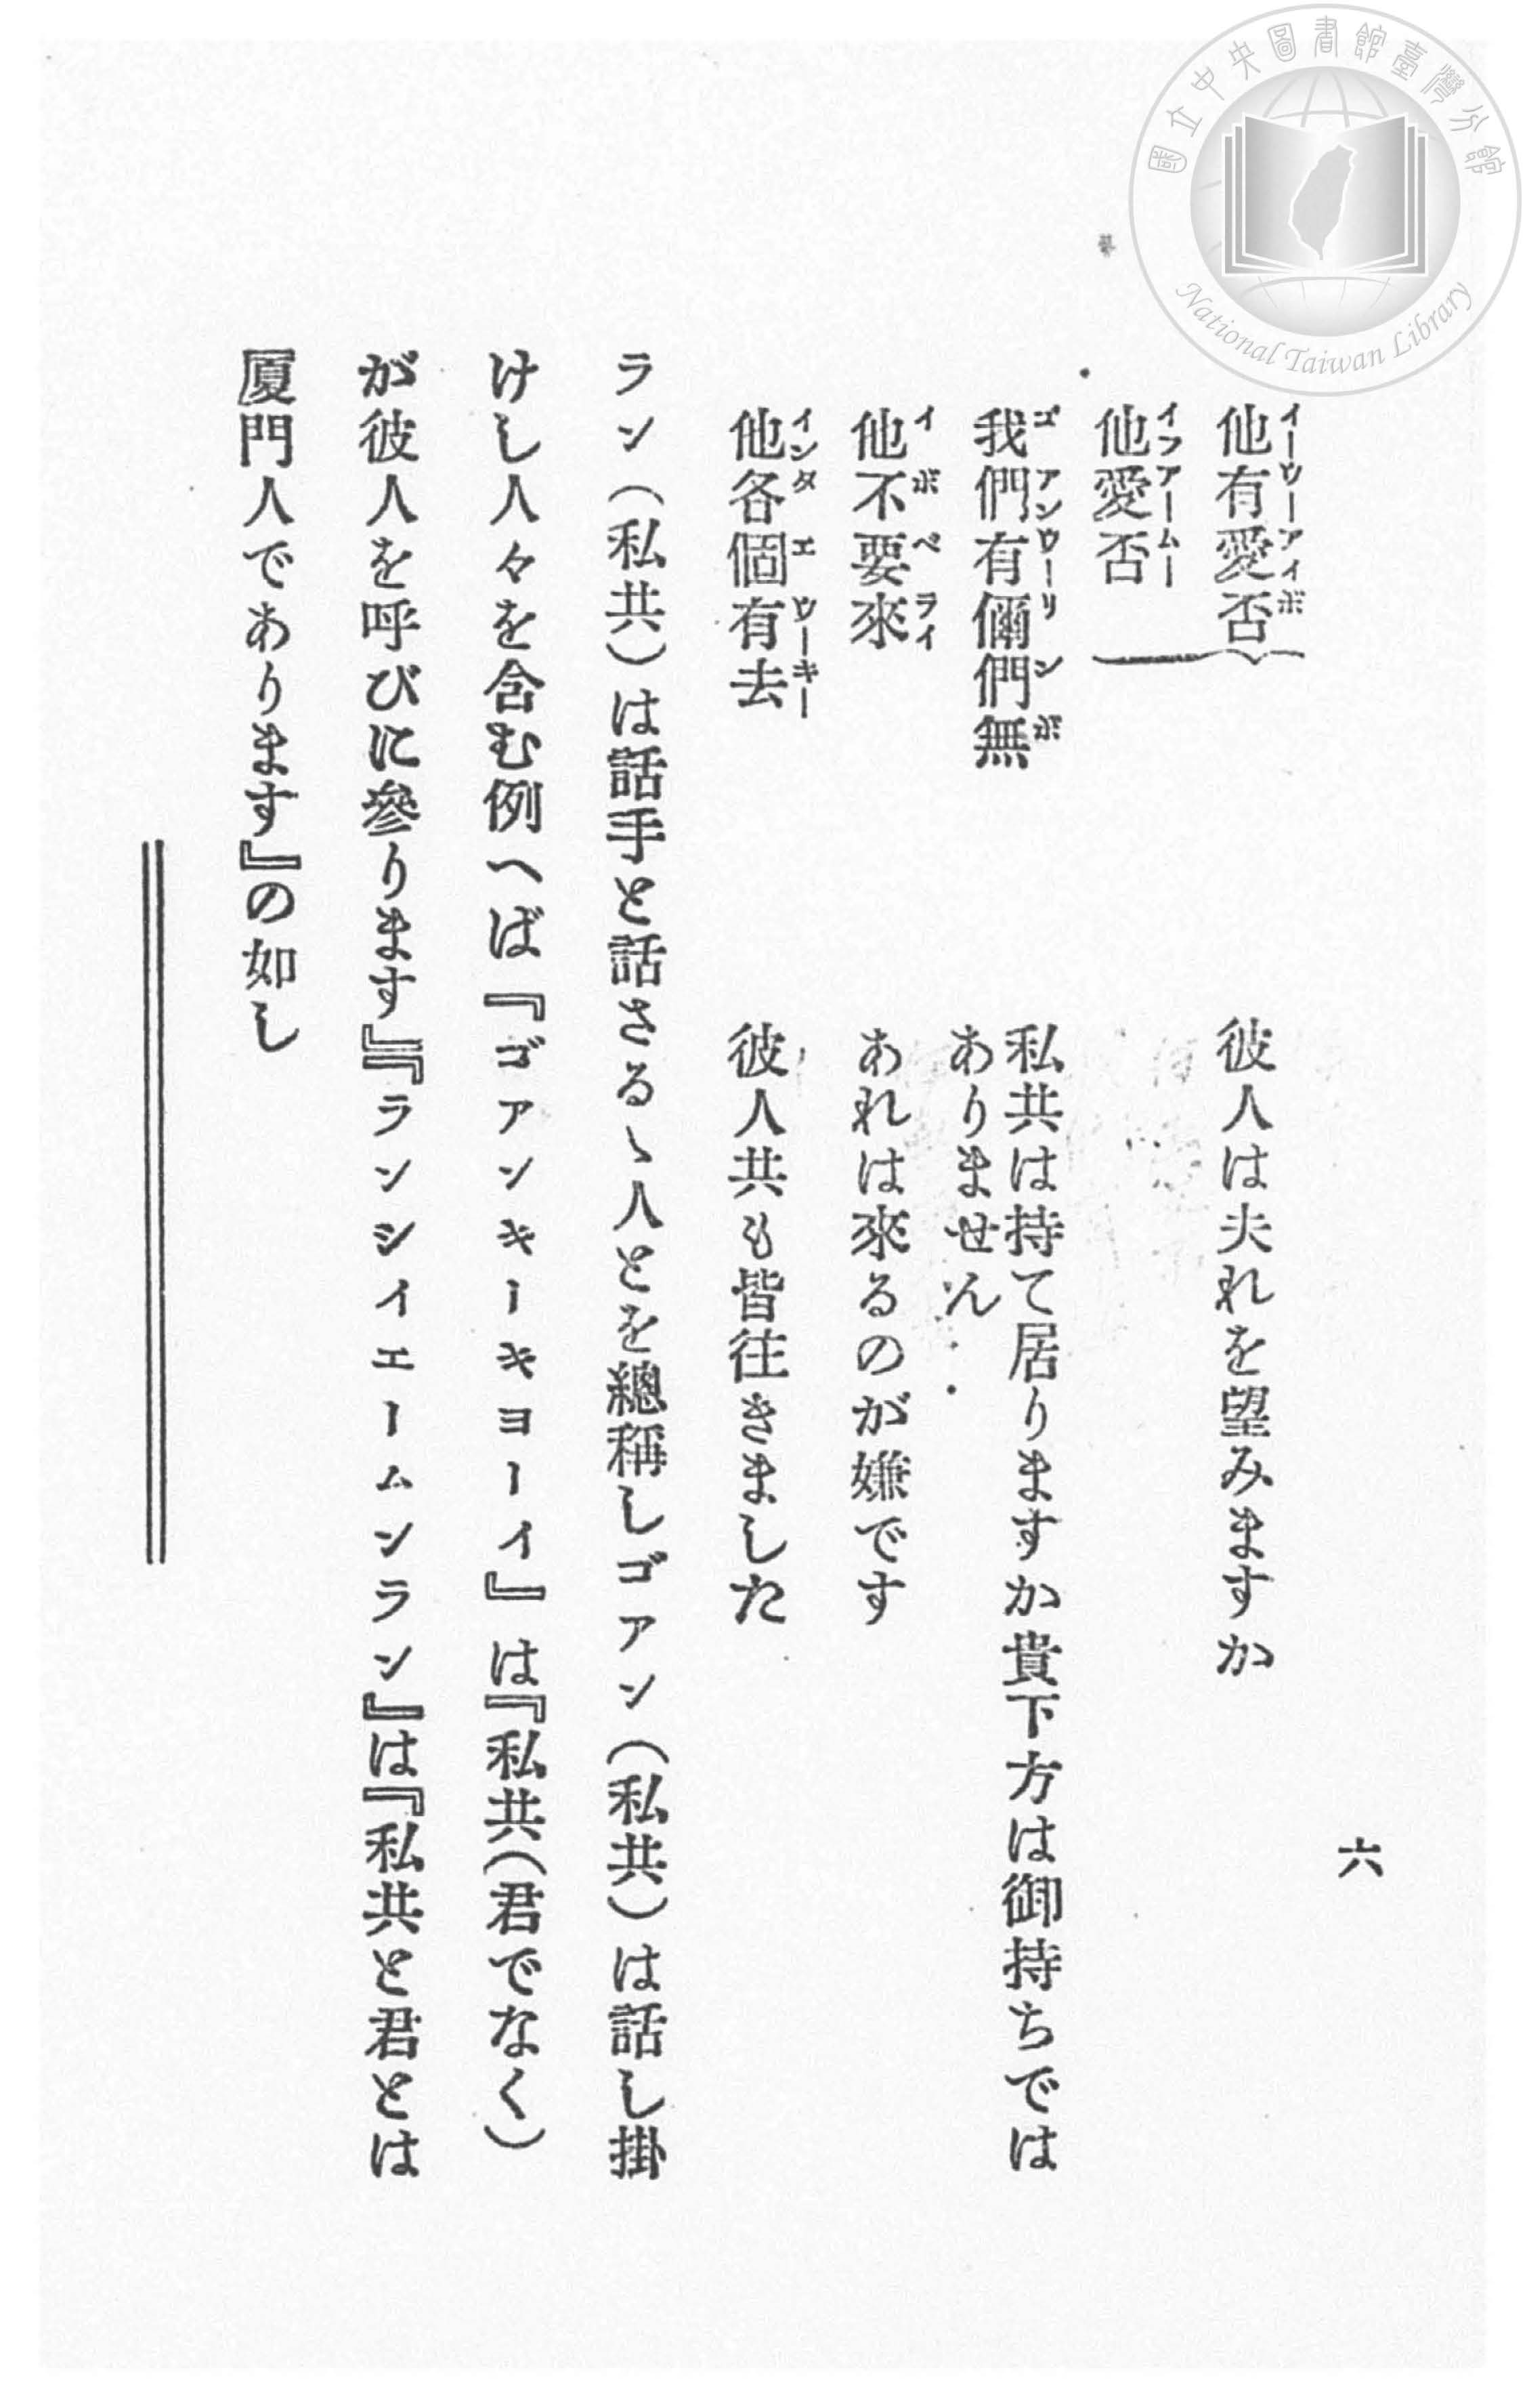 國立中央圖書館臺灣分館
National Taiwan Library
六
イーウーアィボ
他有愛否
彼人は夫れを望みますか
イフアームー
他愛否
ゴアンウーリンボ
我們有儞們無
私共は持て居りますか貴下方は御持ちでは
ありません
イボベライ
他不要來
あれは來るのが嫌です
インタエウーキー
他各個有去
彼人共も皆往きました
ラン(私共)は話手と話さるゝ人とを總稱しゴアン(私共)は話し掛
けし人々を含む例へば『ゴアンキーキヨーイ』は『私共(君でなく)
が彼人を呼びに參ります』『ランシイエームンラン』は『私共と君とは
厦門人であります』の如し